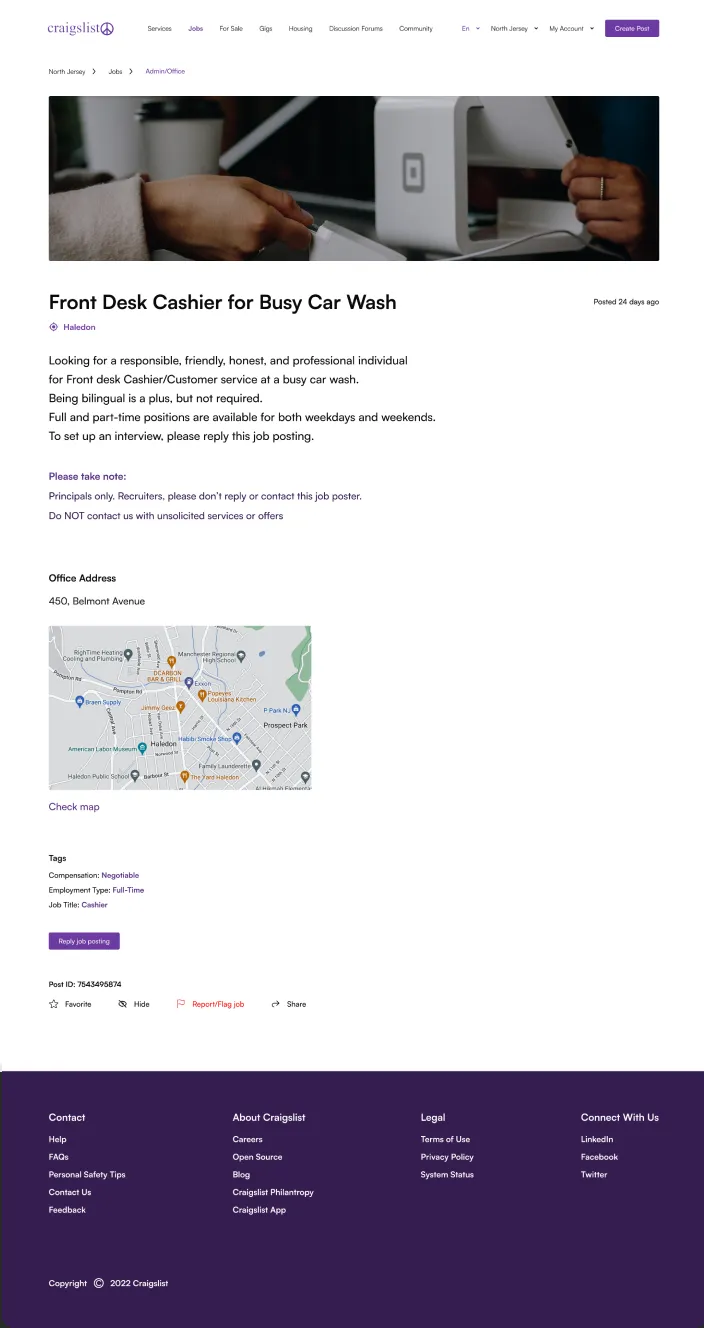 craigslist
Services Jobs For Sale Gigs Housing Discussion Forums Community En North Jersey My Account Create Post
North Jersey Jobs Admin/Office
Front Desk Cashier for Busy Car Wash
Posted 24 days ago
Haledon
Looking for a responsible, friendly, honest, and professional individual
for Front desk Cashier/Customer service at a busy car wash.
Being bilingual is a plus, but not required.
Full and part-time positions are available for both weekdays and weekends.
To set up an interview, please reply this job posting.
Please take note:
Principals only. Recruiters, please don't reply or contact this job poster.
Do NOT contact us with unsolicited services or offers
Office Address
450, Belmont Avenue
RighTime Heating
Cooling and Plumbing
Manchester Regional
High School
DCARBON
BAR & GRILL
Exxon
Pompton Rd
Pompton Rd
Popeyes
Louisiana Kitchen
Braen Supply
Jimmy Geez
P Park NJ
Central Ave
Prospect Park
Habibi Smoke Shop
Haledon
American Labor Museum
Family Launderette
Haledon Public School
Barbour St
The Yard Haledon
Al-Hikmah Elementa
Check map
Tags
Compensation: Negotiable
Employment Type: Full-Time
Job Title: Cashier
Reply job posting
Post ID: 7543495874
Favorite Hide Report/Flag job Share
Contact
Help
FAQs
Personal Safety Tips
Contact Us
Feedback
About Craigslist
Careers
Open Source
Blog
Craigslist Philantropy
Craigslist App
Legal
Terms of Use
Privacy Policy
System Status
Connect With Us
LinkedIn
Facebook
Twitter
Copyright © 2022 Craigslist